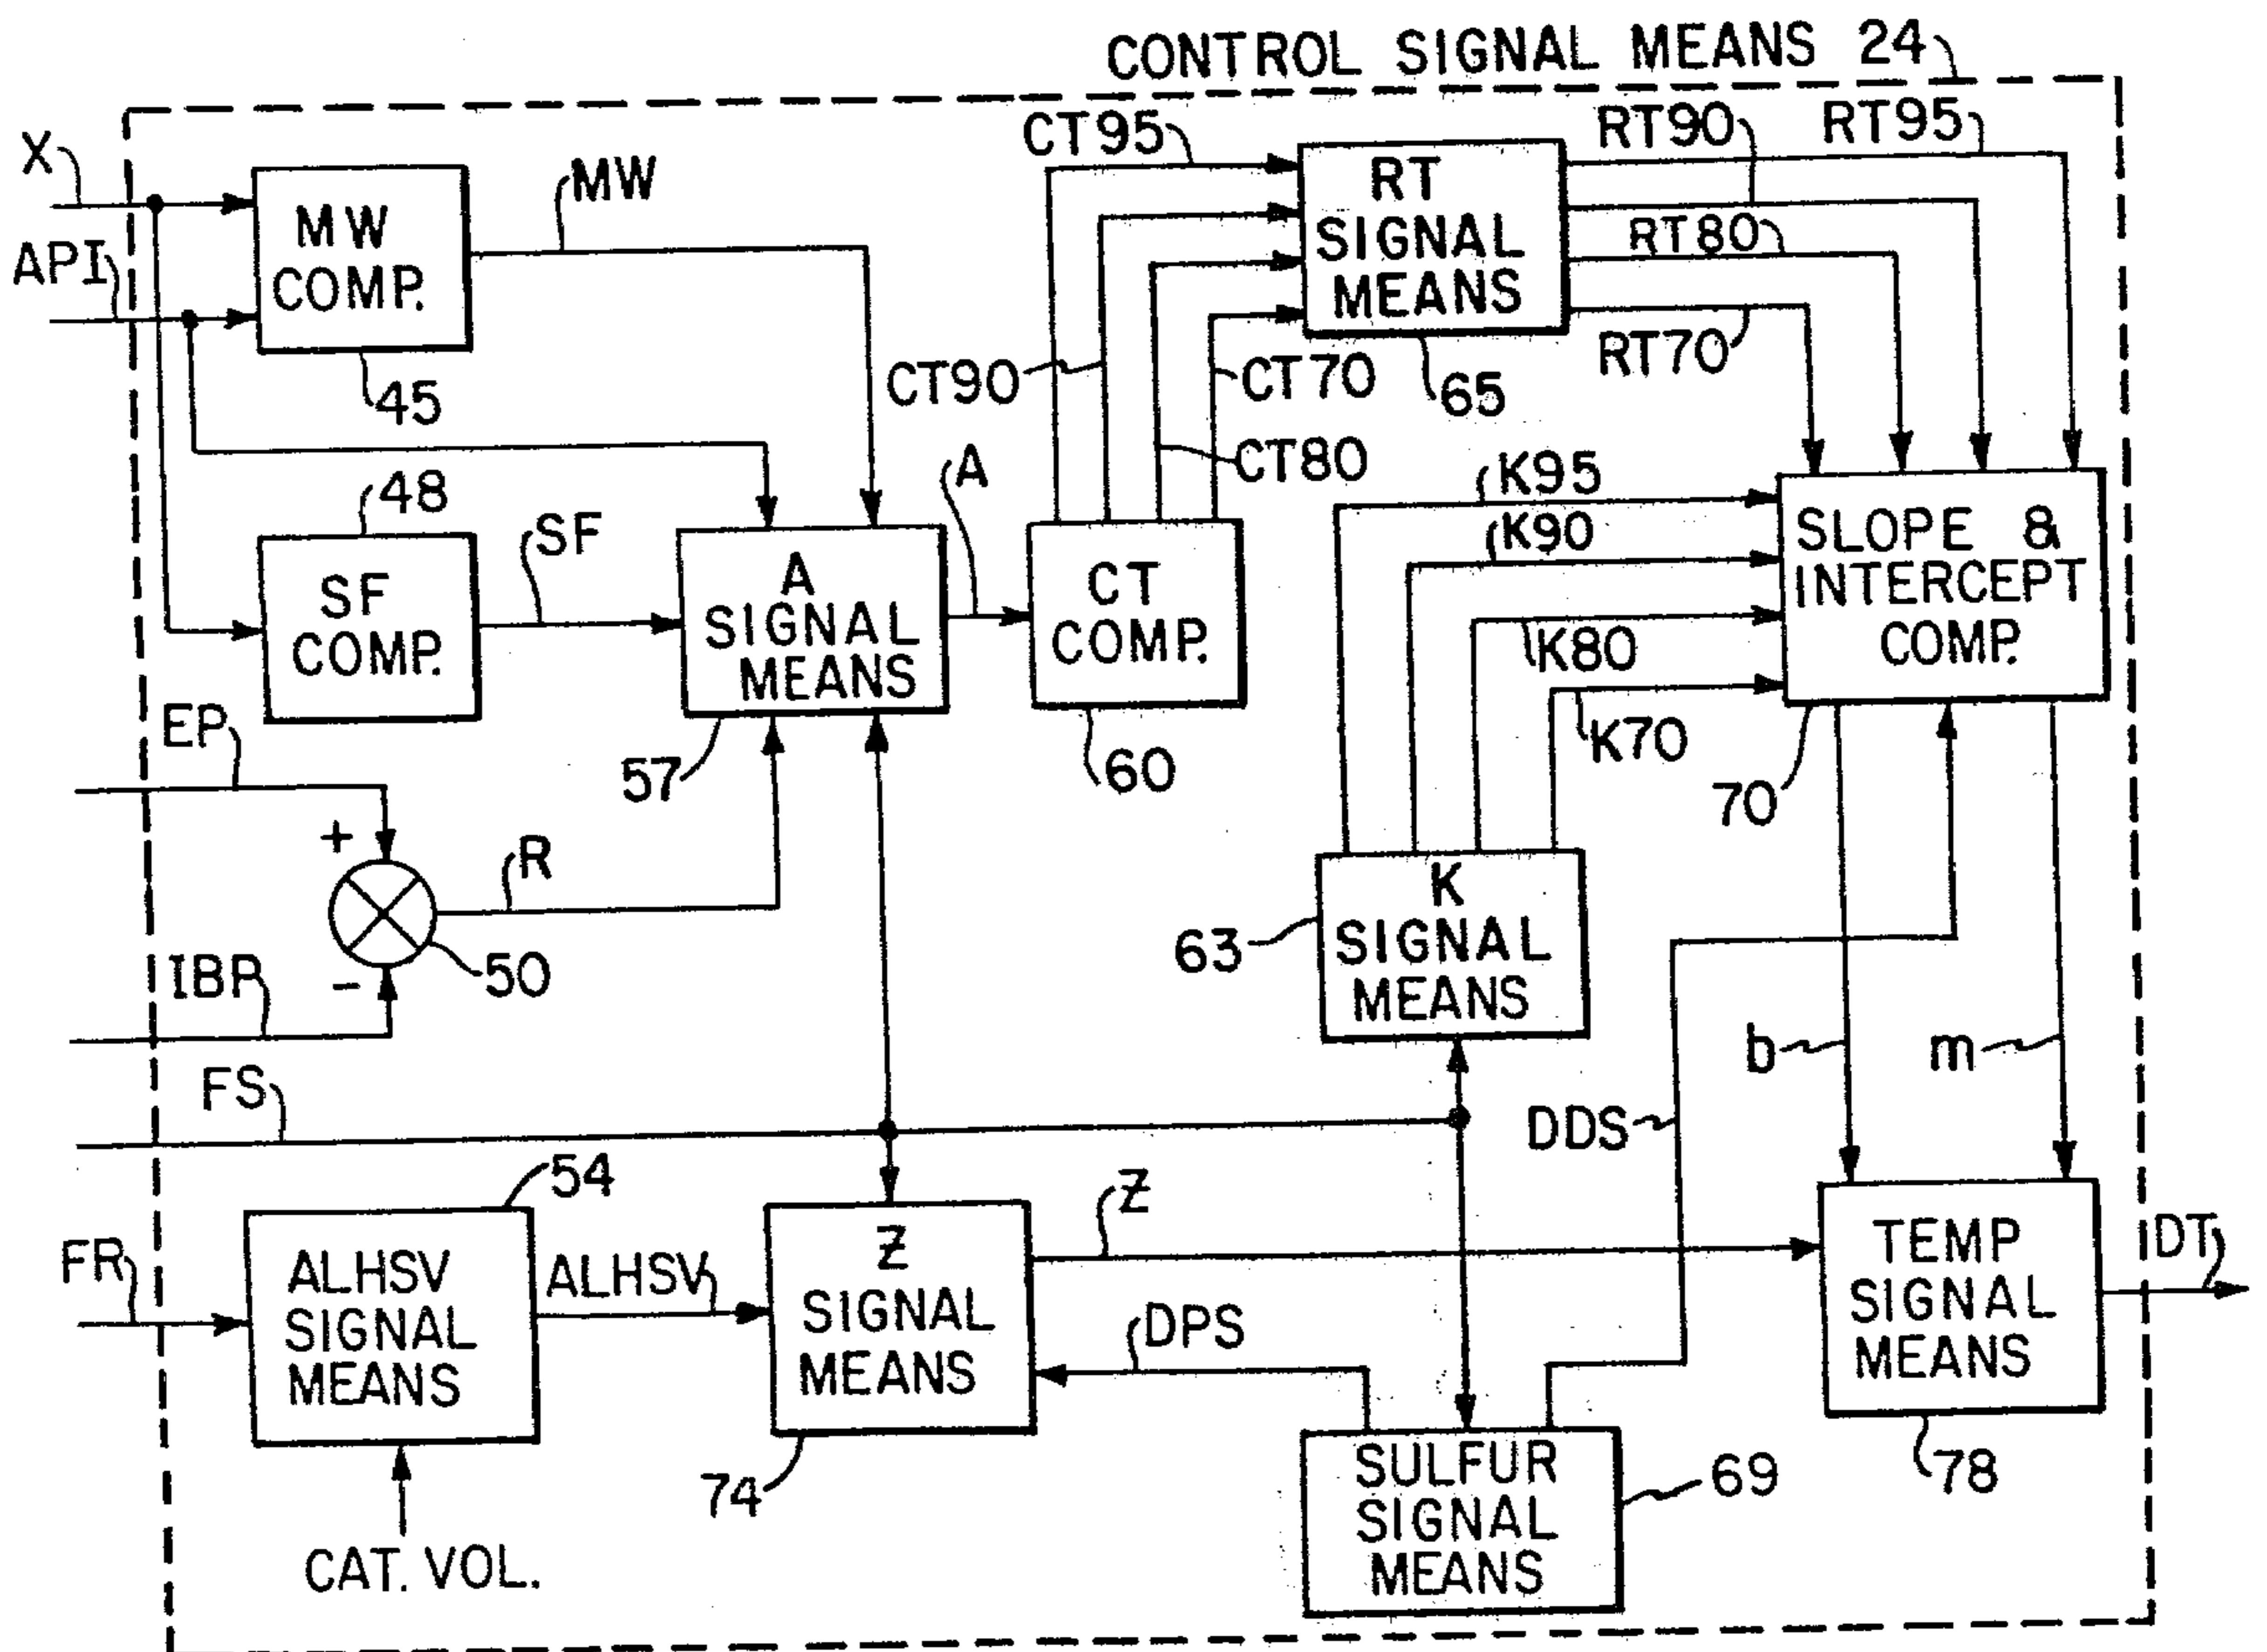 CONTROL SIGNAL MEANS 24
X
API
MW
COMP.
45
MW
CT95
CT90
CT80
CT70
RT
SIGNAL
MEANS
65
RT90
RT95
RT80
RT70
48
SF
COMP.
SF
A
SIGNAL
MEANS
57
A
CT
COMP.
60
K95
K90
K80
K70
SLOPE &
INTERCEPT
COMP.
70
EP
+
R
50
IBP
-
K
SIGNAL
MEANS
63
b
m
DDS
FS
FR
54
ALHSV
SIGNAL
MEANS
ALHSV
CAT. VOL.
Z
SIGNAL
MEANS
74
Z
DPS
SULFUR
SIGNAL
MEANS
69
TEMP
SIGNAL
MEANS
78
DT